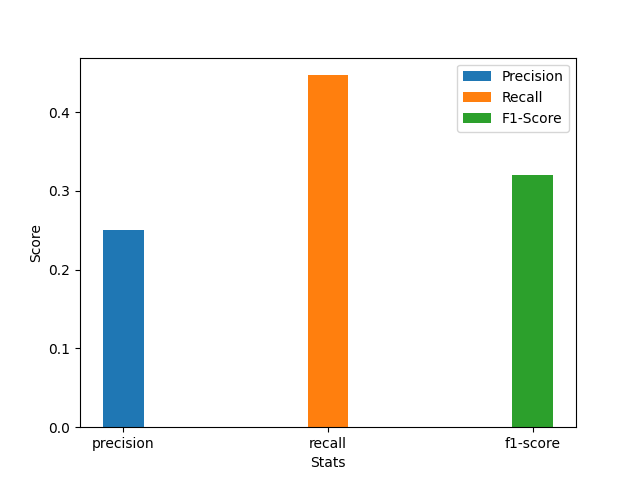 Precision
Recall
F1-Score
0.4
0.3
0.2
0.1
0.0
Score
precision recall f1-score
Stats